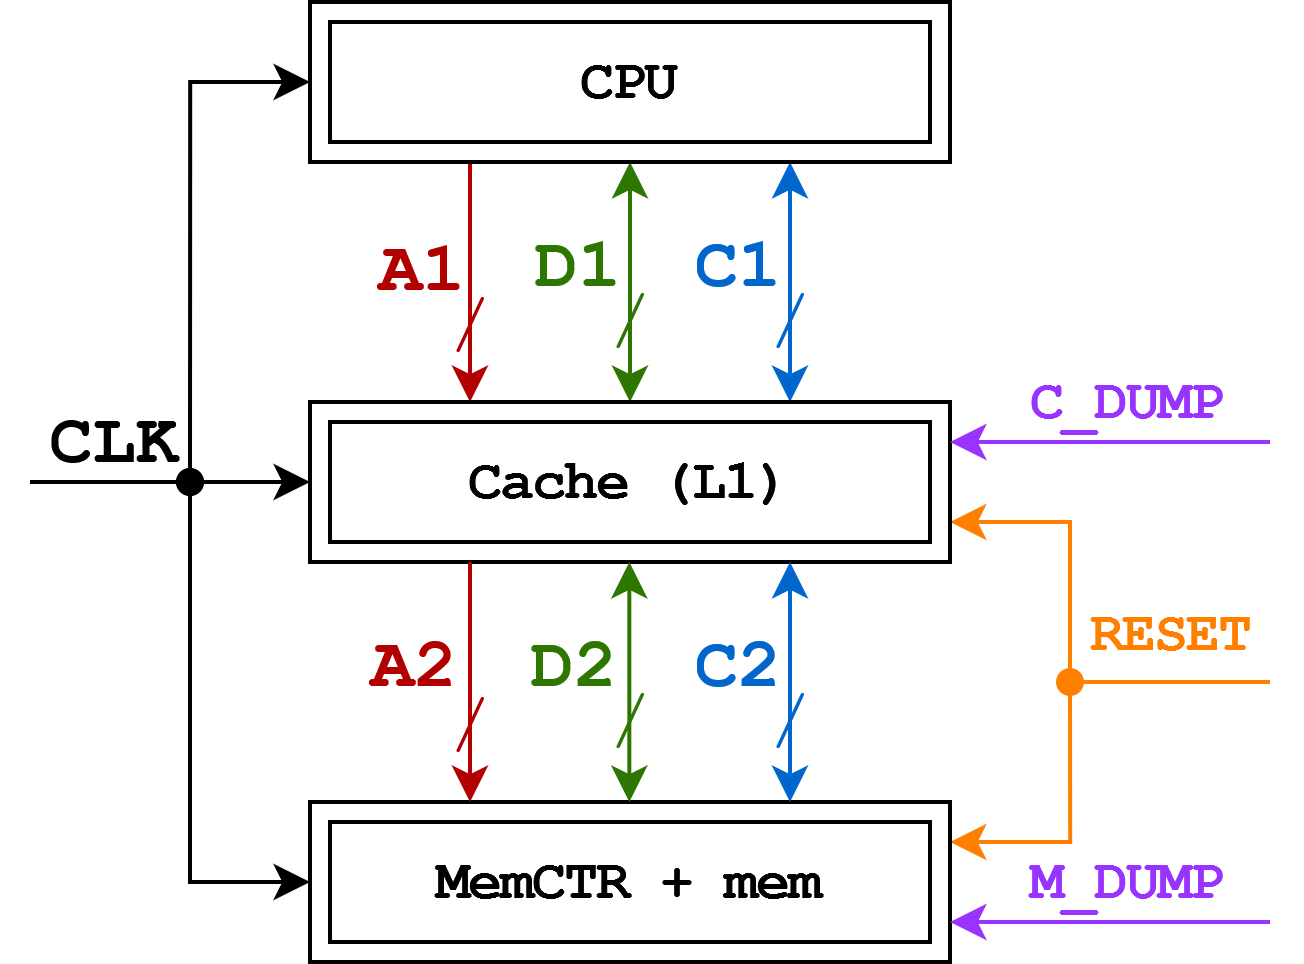 CPU
A1 D1 C1
C_DUMP
CLK
Cache (L1)
RESET
A2 D2 C2
MemCTR + mem
M_DUMP